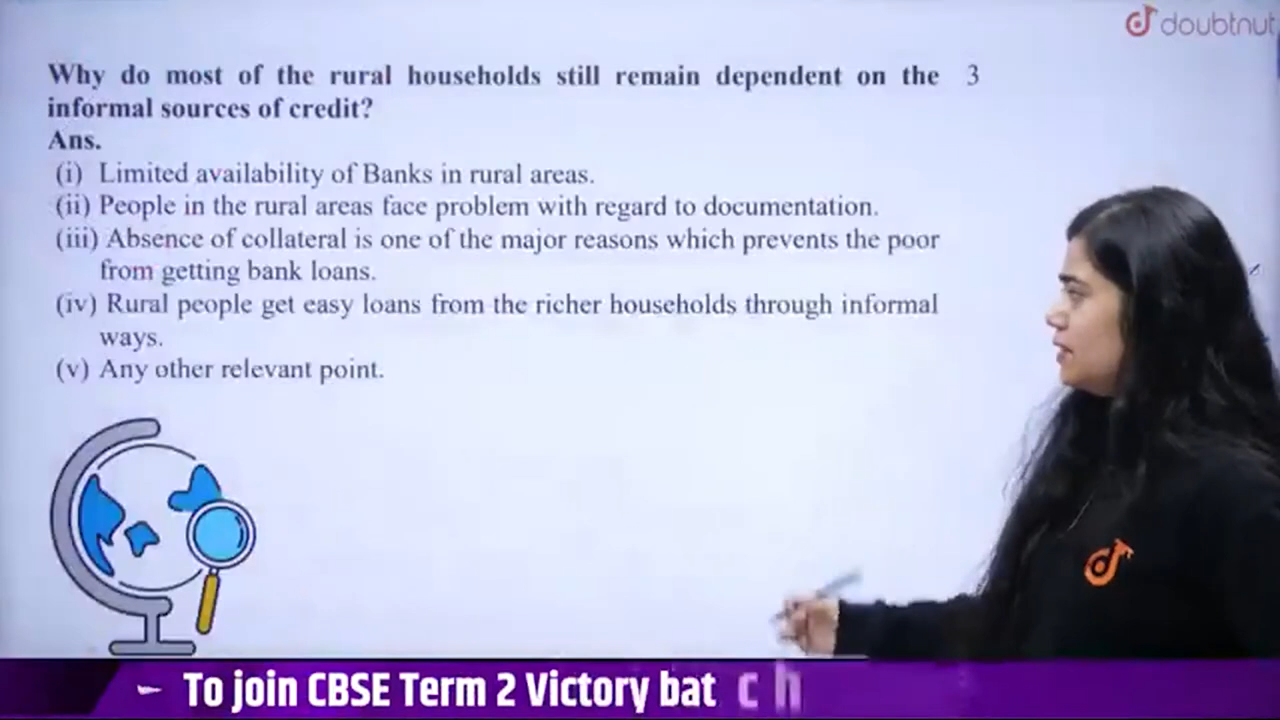 doubtnut
Why do most of the rural households still remain dependent on the 3
informal sources of credit?
Ans.
(i) Limited availability of Banks in rural areas.
(ii) People in the rural areas face problem with regard to documentation.
(iii) Absence of collateral is one of the major reasons which prevents the poor
from getting bank loans.
(iv) Rural people get easy loans from the richer households through informal
ways.
(v) Any other relevant point.
To join CBSE Term 2 Victory bat c h